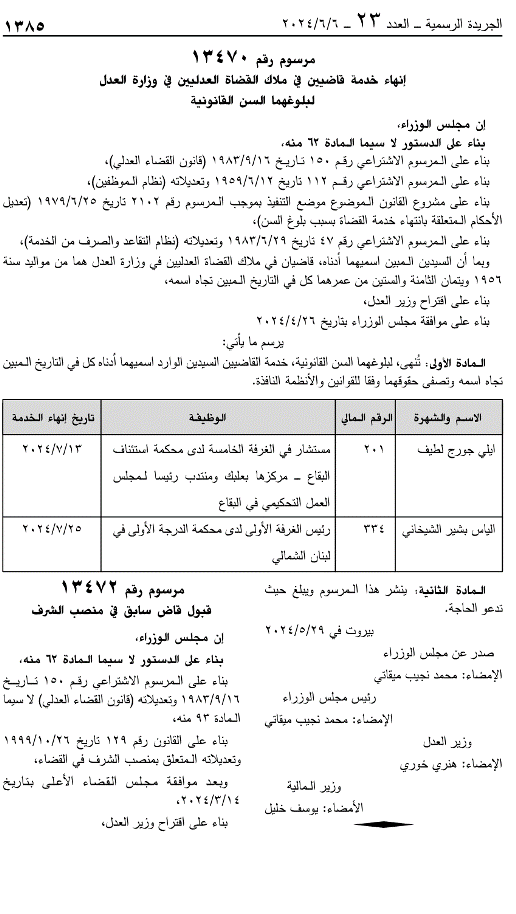 الجريدة الرسمية ــ العدد ٢٣ ــ ٢٠٢٤/٦/٦
١٣٨٥
مرسوم رقم ١٣٤٧٠
إنهاء خدمة قاضيين في ملاك القضاة العدليين في وزارة العدل
لبلوغهما السن القانونية
إن مجلس الوزراء،
بناء على الدستور لا سيما المادة ٦٢ منه،
بناء على المرسوم الاشتراعي رقم ١٥٠ تاريخ ١٩٨٣/٩/١٦ (قانون القضاء العدلي)،
بناء على المرسوم الاشتراعي رقم ١١٢ تاريخ ١٩٥٩/٦/١٢ وتعديلاته (نظام الموظفين)،
بناء على مشروع القانون الموضوع موضع التنفيذ بموجب المرسوم رقم ٢١٠٢ تاريخ ١٩٧٩/٦/٢٥ (تعديل
الأحكام المتعلقة بانتهاء خدمة القضاة بسبب بلوغ السن)،
بناء على المرسوم الاشتراعي رقم ٤٧ تاريخ ١٩٨٣/٦/٢٩ وتعديلاته (نظام التقاعد والصرف من الخدمة)،
وبما أن السيدين المبين اسميهما أدناه، قاضيان في ملاك القضاة العدليين في وزارة العدل هما من مواليد سنة
١٩٥٦ ويتمان الثامنة والستين من عمرهما كل في التاريخ المبين تجاه اسمه،
بناء على اقتراح وزير العدل،
بناء على موافقة مجلس الوزراء بتاريخ ٢٠٢٤/٤/٢٦
يرسم ما يأتي:
المادة الأولى: تُنهى، لبلوغهما السن القانونية، خدمة القاضيين السيدين الوارد اسميهما أدناه كل في التاريخ المبين
تجاه اسمه وتصفى حقوقهما وفقا للقوانين والأنظمة النافذة.
الاسم والشهرة الرقم المالي الوظيفة تاريخ إنهاء الخدمة
ايلي جورج لطيف ٢٠١ مستشار في الغرفة الخامسة لدى محكمة استئناف ٢٠٢٤/٧/١٣
البقاع ــ مركزها بعلبك ومنتدب رئيسا لمجلس
العمل التحكيمي في البقاع
الياس بشير الشيخاني ٣٣٤ رئيس الغرفة الأولى لدى محكمة الدرجة الأولى في ٢٠٢٤/٧/٢٥
لبنان الشمالي
المادة الثانية: ينشر هذا المرسوم ويبلغ حيث
تدعو الحاجة.
بيروت في ٢٠٢٤/٥/٢٩
صدر عن مجلس الوزراء
الإمضاء: محمد نجيب ميقاتي
رئيس مجلس الوزراء
الإمضاء: محمد نجيب ميقاتي
وزير العدل
الإمضاء: هنري خوري
وزير المالية
الأمضاء: يوسف خليل
مرسوم رقم ١٣٤٧٢
قبول قاض سابق في منصب الشرف
إن مجلس الوزراء،
بناء على الدستور لا سيما المادة ٦٢ منه،
بناء على المرسوم الاشتراعي رقم ١٥٠ تاريخ
١٩٨٣/٩/١٦ وتعديلاته (قانون القضاء العدلي) لا سيما
المادة ٩٣ منه،
بناء على القانون رقم ١٢٩ تاريخ ١٩٩٩/١٠/٢٦
وتعديلاته المتعلق بمنصب الشرف في القضاء،
وبعد موافقة مجلس القضاء الأعلى بتاريخ
٢٠٢٤/٣/١٤،
بناء على اقتراح وزير العدل،